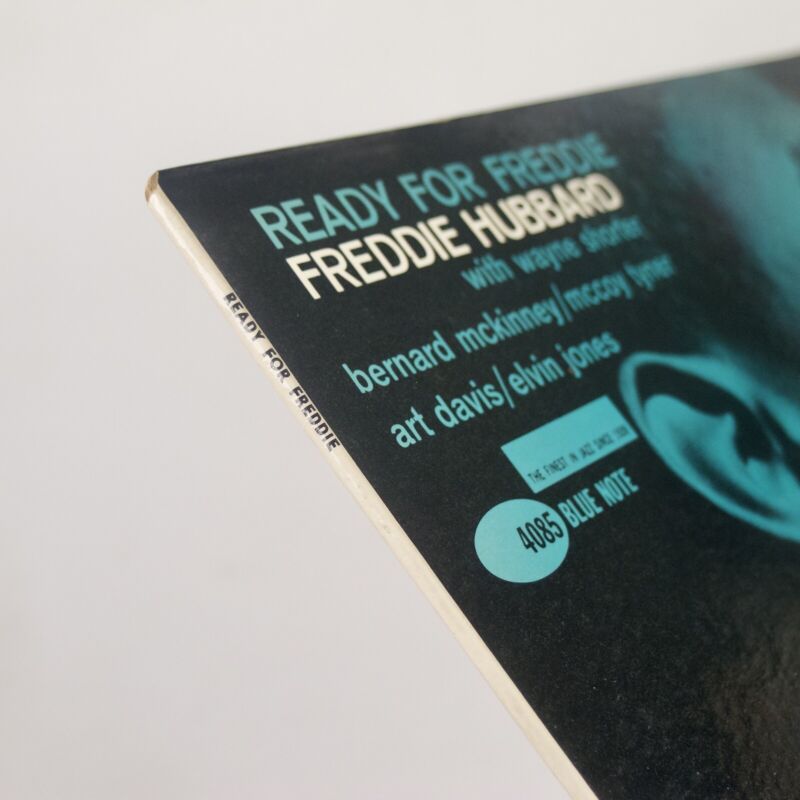 READY FOR FREDDIE
FREDDIE HUBBARD
with wayne shorter
bernard mckinney/mccoy tyner
art davis/elvin jones
THE FINEST IN JAZZ SINCE 1939
4085 BLUE NOTE
READY FOR FREDDIE